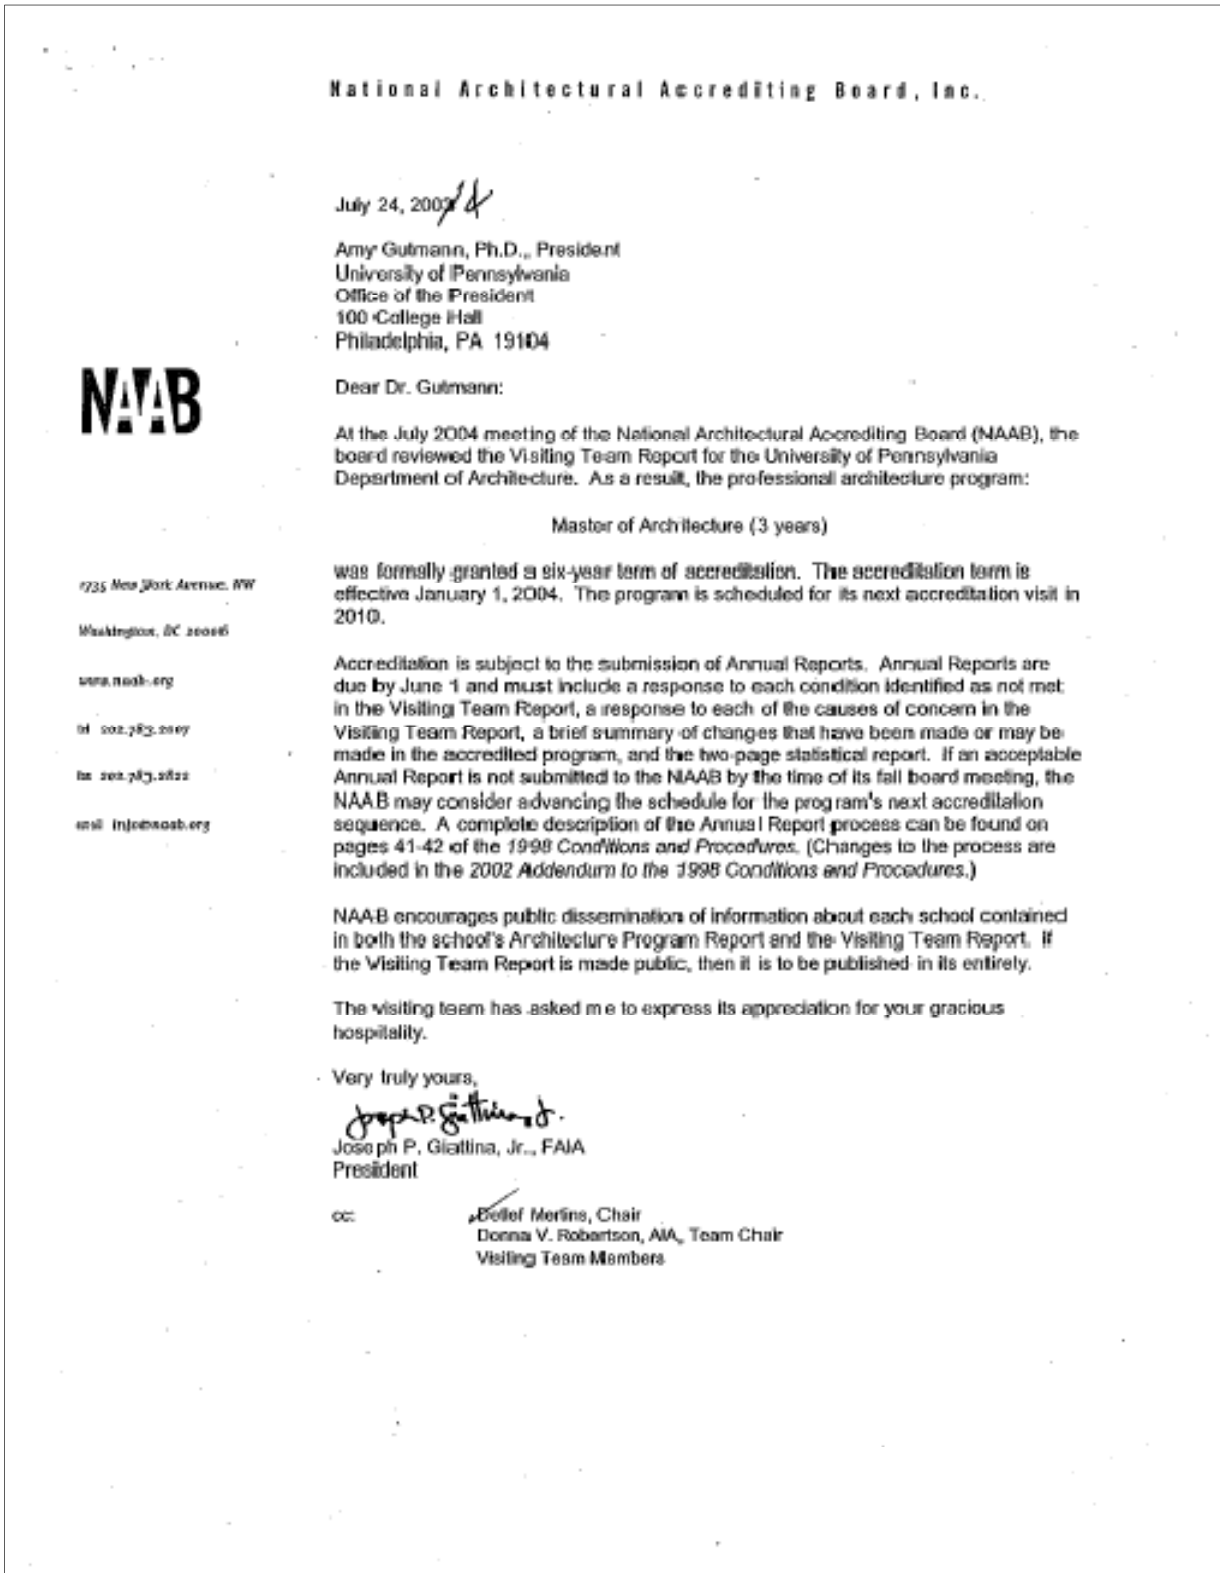 National Architectural Accrediting Board, Inc.
July 24, 2003 4
Amy Gutmann, Ph.D., President
University of Pennsylvania
Office of the President
100 College Hall
Philadelphia, PA 19104
NAAB
Dear Dr. Gutmann:
At the July 2004 meeting of the National Architectural Accrediting Board (NAAB), the
board reviewed the Visiting Team Report for the University of Pennsylvania
Department of Architecture. As a result, the professional architecture program:
Master of Architecture (3 years)
was formally granted a six-year term of accreditation. The accreditation term is
effective January 1, 2004. The program is scheduled for its next accreditation visit in
2010.
1735 New York Avenue, NW
Washington, DC 20006
www.naab.org
tel 202.783.2007
fax 202.783.2822
email info@naab.org
Accreditation is subject to the submission of Annual Reports. Annual Reports are
due by June 1 and must include a response to each condition identified as not met
in the Visiting Team Report, a response to each of the causes of concern in the
Visiting Team Report, a brief summary of changes that have been made or may be
made in the accredited program, and the two-page statistical report. If an acceptable
Annual Report is not submitted to the NAAB by the time of its fall board meeting, the
NAAB may consider advancing the schedule for the program's next accreditation
sequence. A complete description of the Annual Report process can be found on
pages 41-42 of the 1998 Conditions and Procedures. (Changes to the process are
included in the 2002 Addendum to the 1998 Conditions and Procedures.)
NAAB encourages public dissemination of information about each school contained
in both the school's Architecture Program Report and the Visiting Team Report. If
the Visiting Team Report is made public, then it is to be published in its entirely.
The visiting team has asked me to express its appreciation for your gracious
hospitality.
Very truly yours,
Joseph P. Giattina, Jr.
Joseph P. Giattina, Jr., FAIA
President
cc: Detlef Mertins, Chair
Donna V. Robertson, AIA, Team Chair
Visiting Team Members